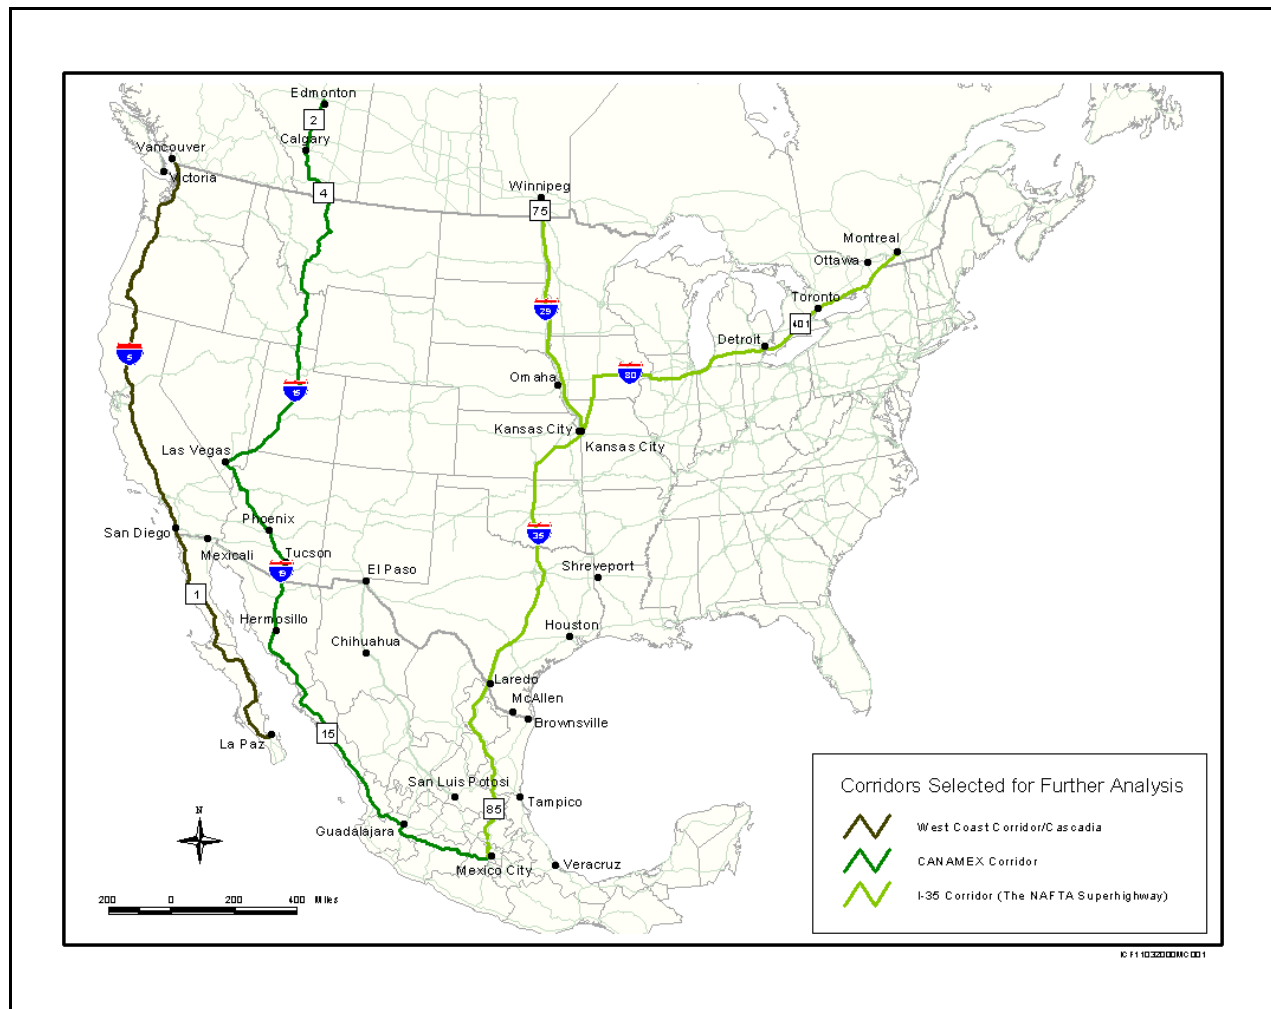 Edmonton
2
Calgary
Vancouver
Victoria
4
Winnipeg
75
Montreal
Ottawa
Toronto
401
29
Detroit
5
80
Omaha
15
Kansas City
Kansas City
Las Vegas
San Diego
Phoenix
35
Mexicali
Tucson
19
El Paso
Shreveport
1
Hermosillo
Houston
Chihuahua
Laredo
McAllen
Brownsville
La Paz
15
San Luis Potosi
Tampico
85
Guadalajara
Mexico City
Veracruz
N
200 0 200 400 Miles
Corridors Selected for Further Analysis
West Coast Corridor/Cascadia
CANAMEX Corridor
I-35 Corridor (The NAFTA Superhighway)
ICF11032000MC001